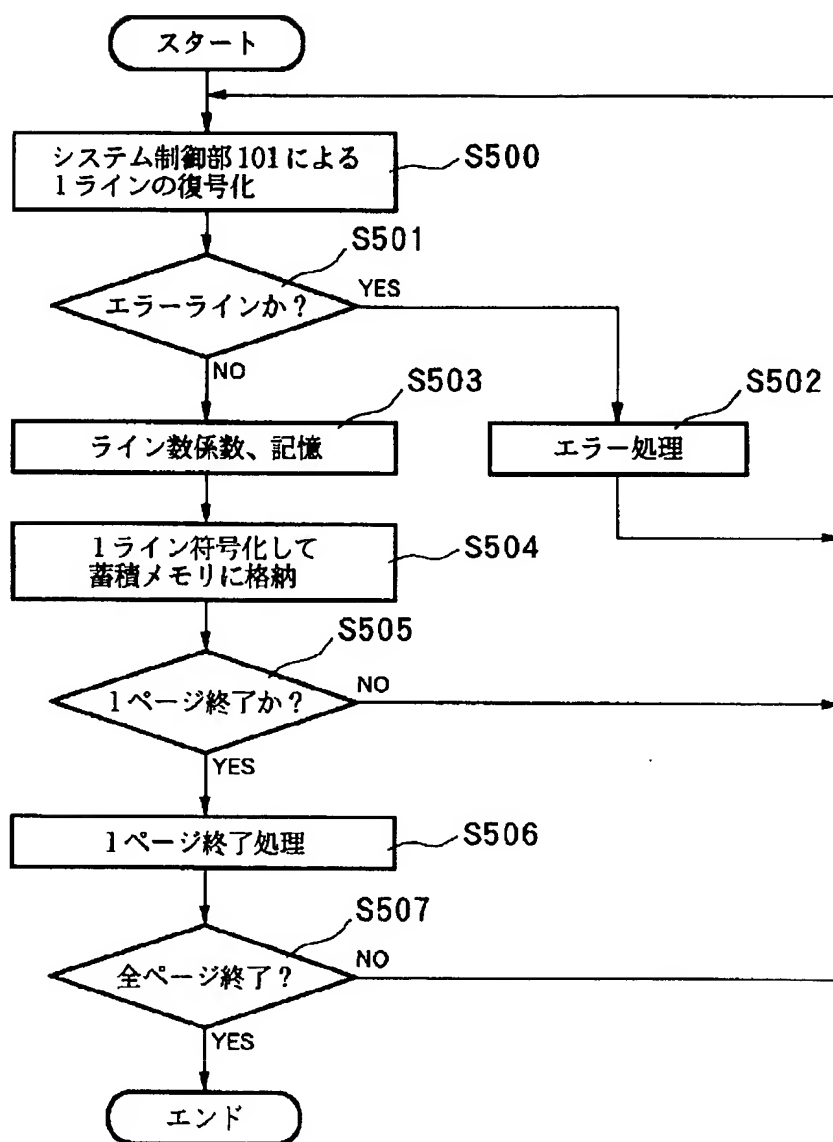 スタート
システム制御部101による
1ラインの復号化
S500
S501
エラーラインか?
YES
NO
S503
ライン数係数、記憶
S502
エラー処理
1ライン符号化して
蓄積メモリに格納
S504
S505
1ページ終了か?
NO
YES
1ページ終了処理
S506
S507
全ページ終了?
NO
YES
エンド